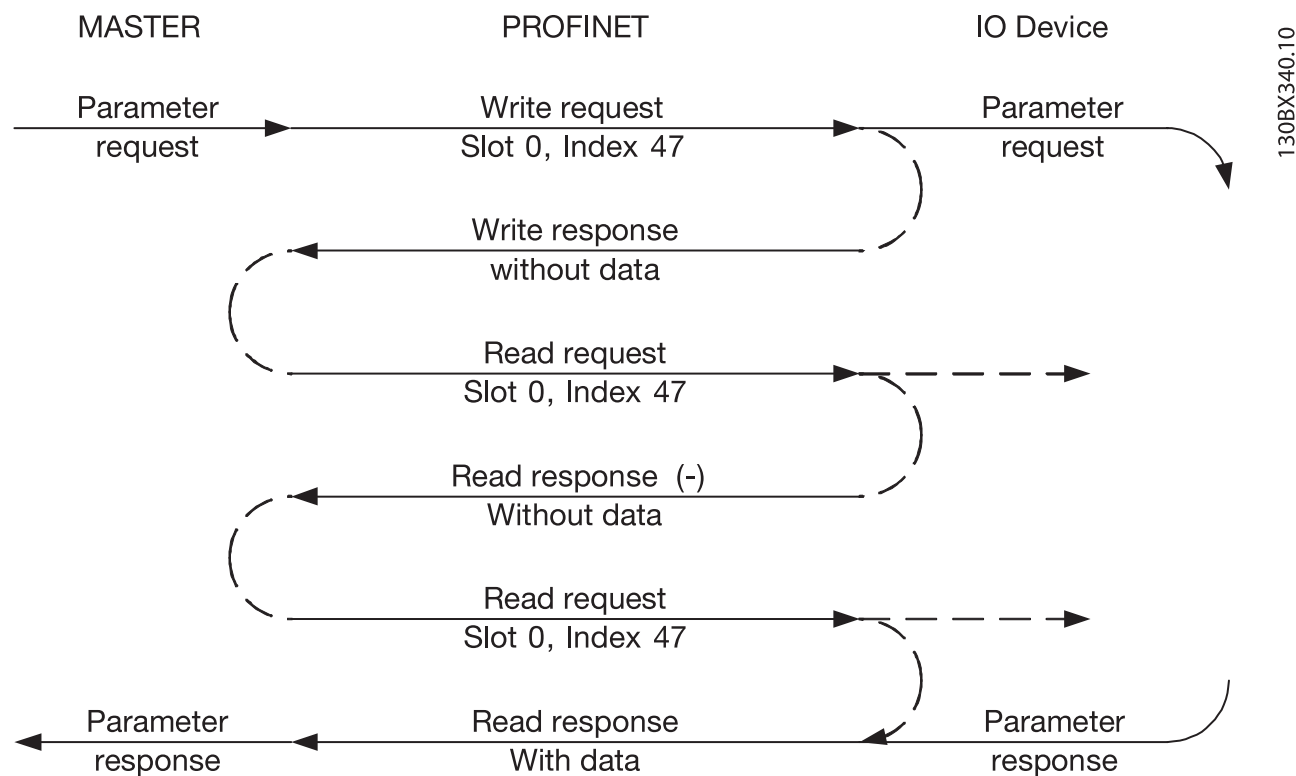 MASTER PROFINET IO Device
130BX340.10
Parameter Write request Parameter
request Slot 0, Index 47 request
Write response
without data
Read request
Slot 0, Index 47
Read response (-)
Without data
Read request
Slot 0, Index 47
Parameter Read response Parameter
response With data response